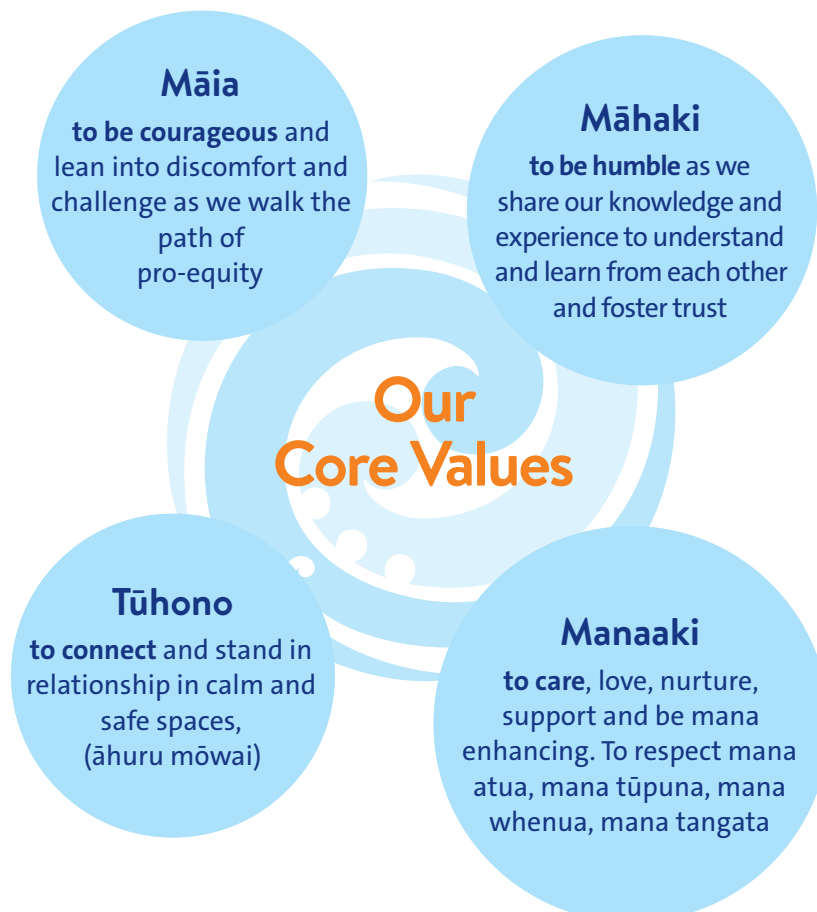 Māia
to be courageous and
lean into discomfort and
challenge as we walk the
path of
pro-equity
Māhaki
to be humble as we
share our knowledge and
experience to understand
and learn from each other
and foster trust
Our
Core Values
Tūhono
to connect and stand in
relationship in calm and
safe spaces,
(āhuru mōwai)
Manaaki
to care, love, nurture,
support and be mana
enhancing. To respect mana
atua, mana tūpuna, mana
whenua, mana tangata